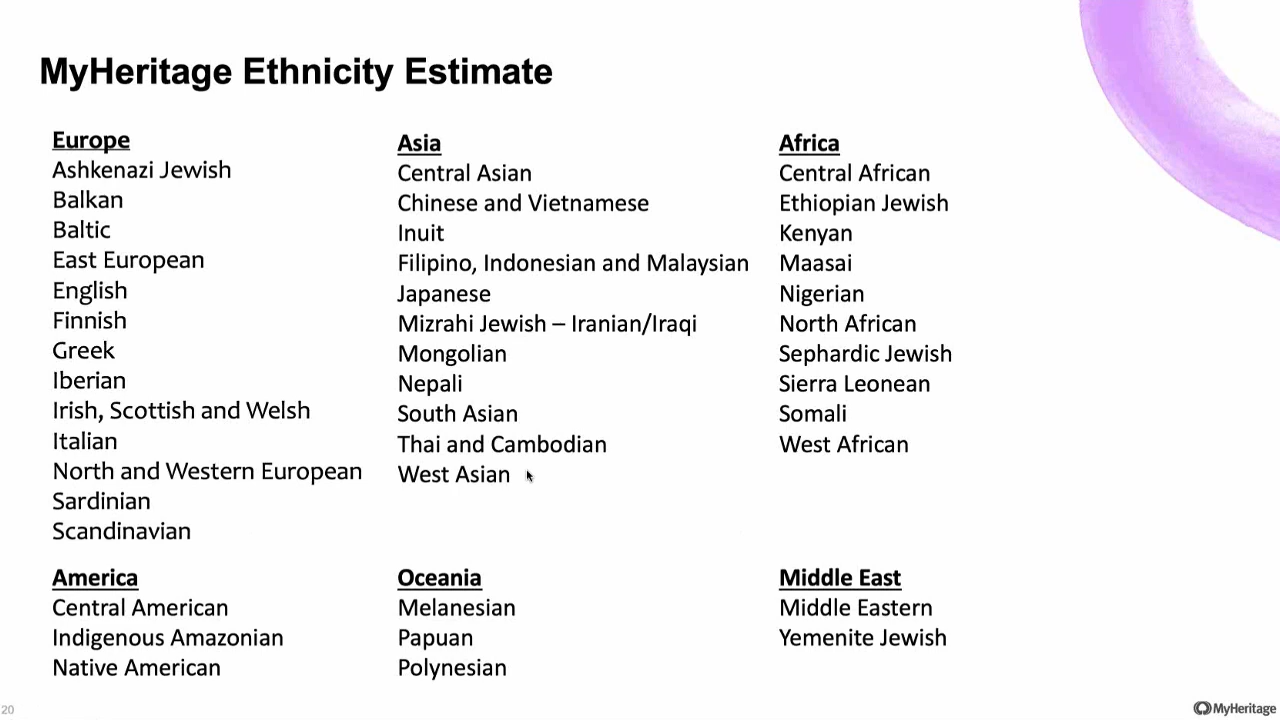 MyHeritage Ethnicity Estimate
Europe
Ashkenazi Jewish
Balkan
Baltic
East European
English
Finnish
Greek
Iberian
Irish, Scottish and Welsh
Italian
North and Western European
Sardinian
Scandinavian
Asia
Central Asian
Chinese and Vietnamese
Inuit
Filipino, Indonesian and Malaysian
Japanese
Mizrahi Jewish – Iranian/Iraqi
Mongolian
Nepali
South Asian
Thai and Cambodian
West Asian
Africa
Central African
Ethiopian Jewish
Kenyan
Maasai
Nigerian
North African
Sephardic Jewish
Sierra Leonean
Somali
West African
America
Central American
Indigenous Amazonian
Native American
Oceania
Melanesian
Papuan
Polynesian
Middle East
Middle Eastern
Yemenite Jewish
20
MyHeritage